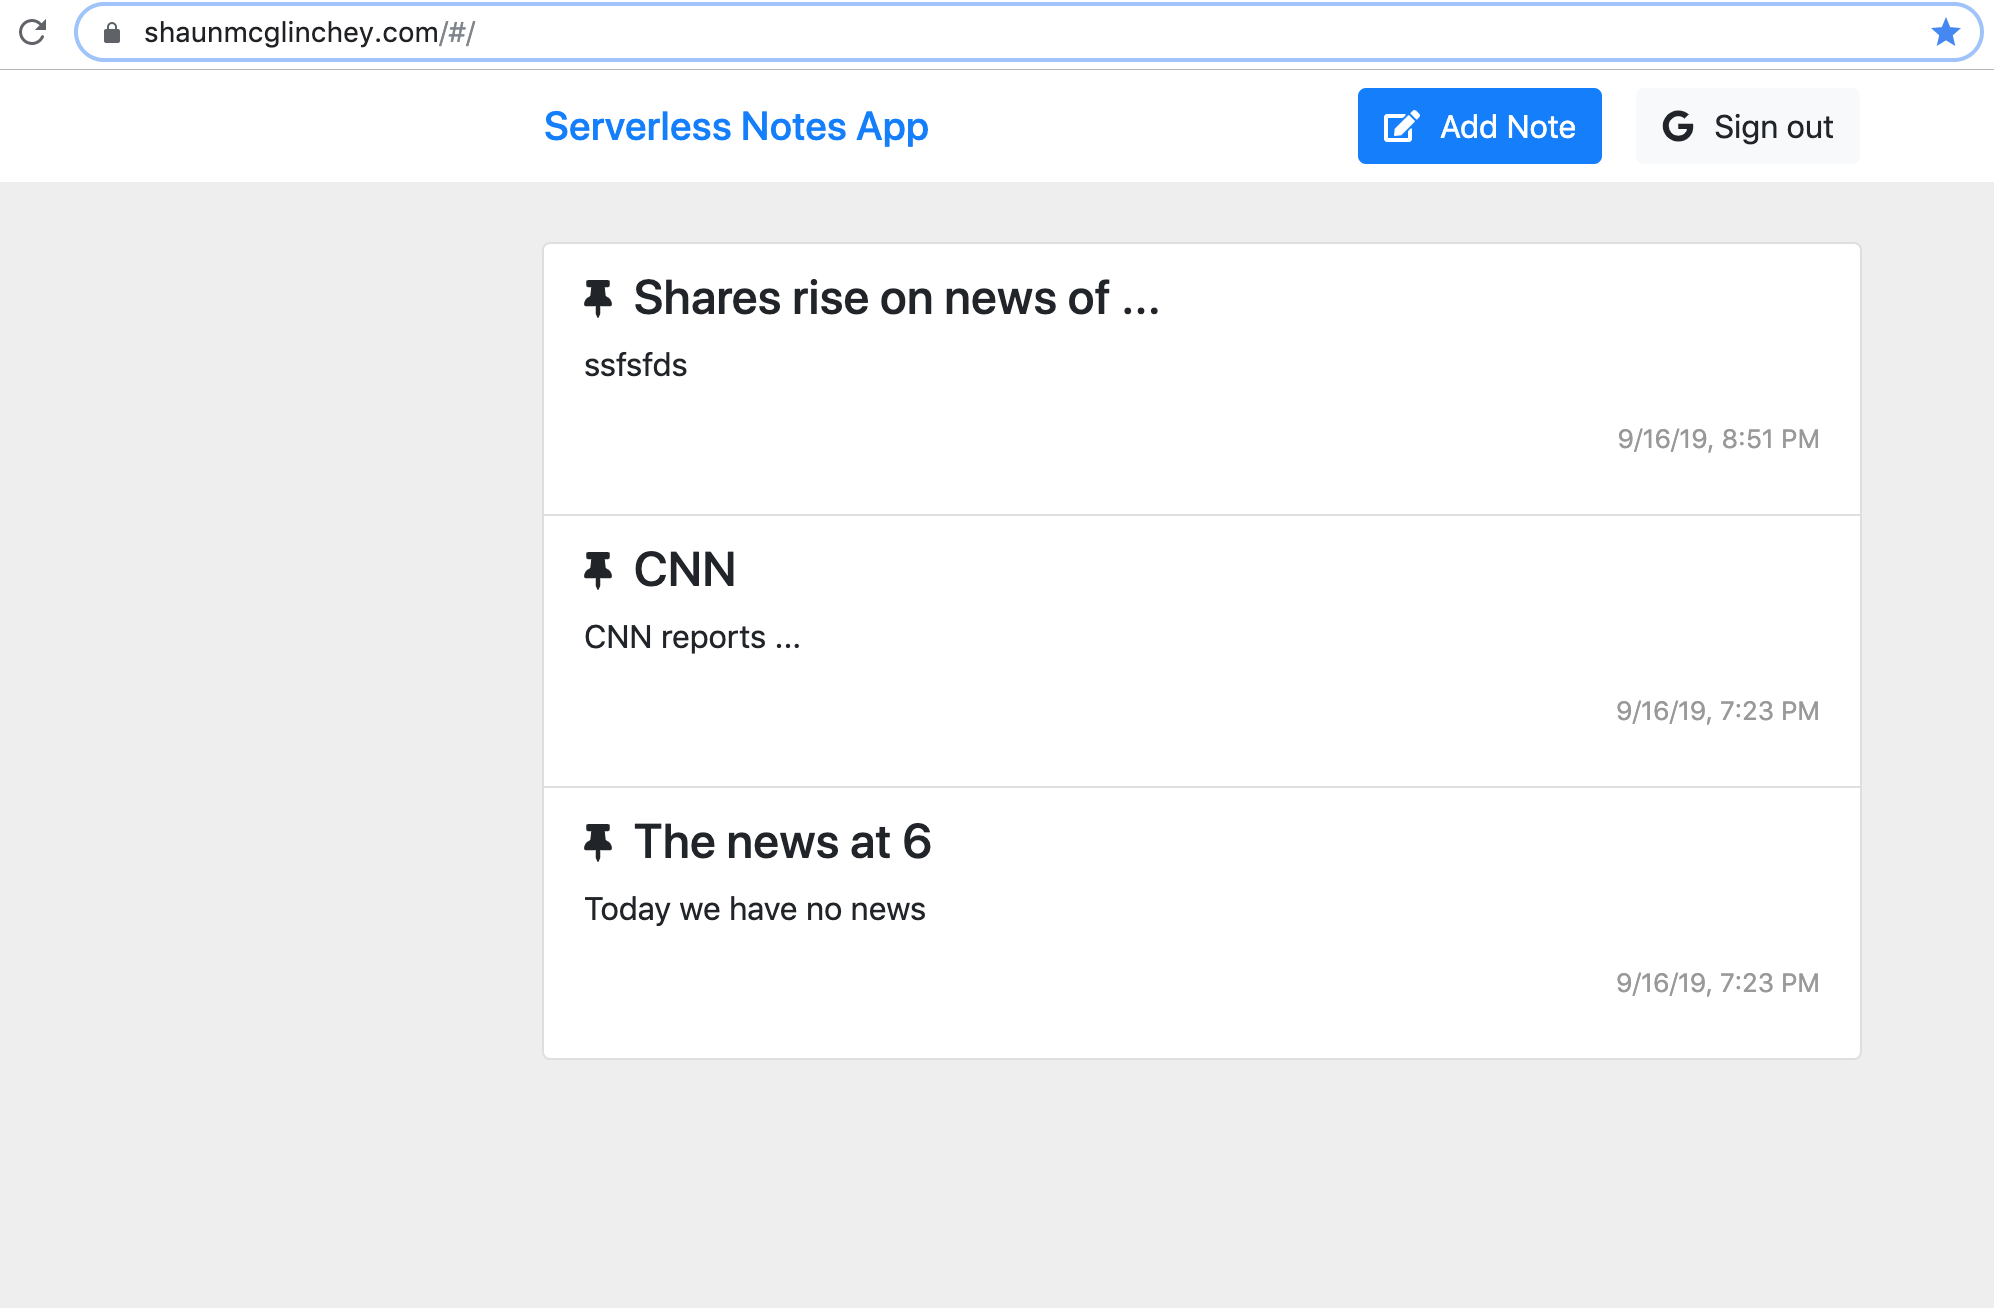 shaunmcglinchey.com/#/
Serverless Notes App
Add Note
Sign out
Shares rise on news of ...
ssfsfds
9/16/19, 8:51 PM
CNN
CNN reports ...
9/16/19, 7:23 PM
The news at 6
Today we have no news
9/16/19, 7:23 PM